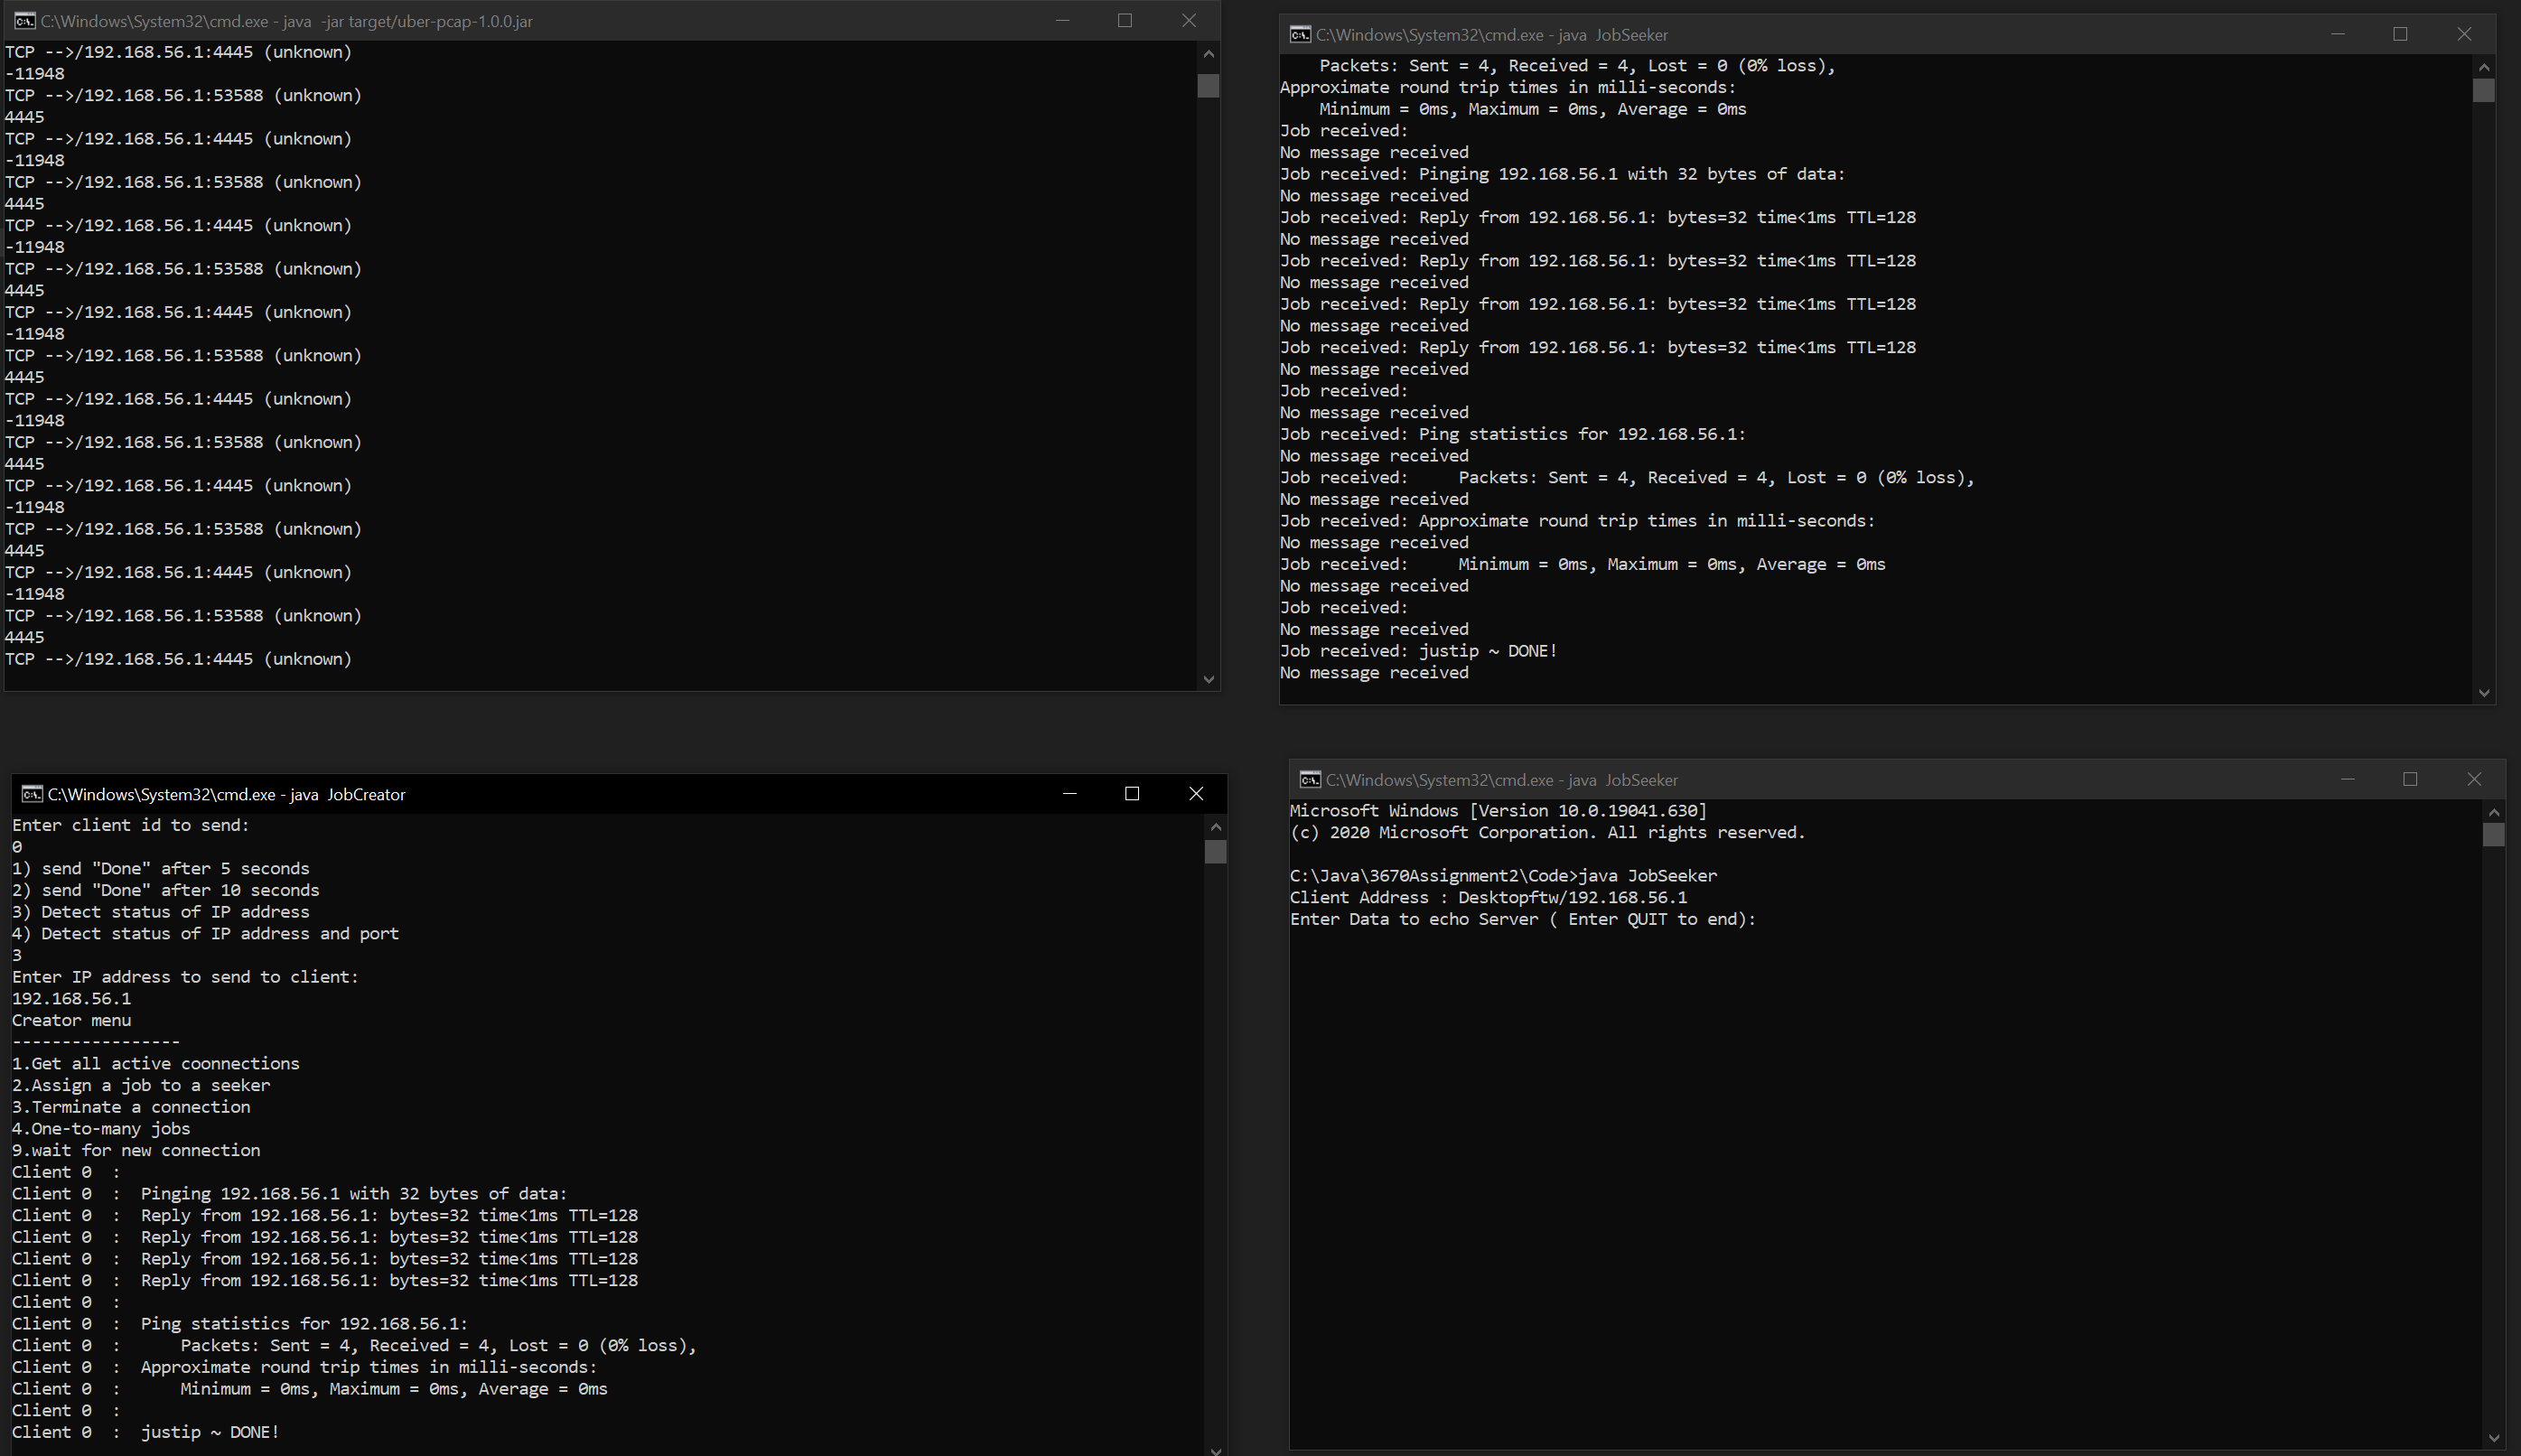 C:\Windows\System32\cmd.exe - java  -jar target/uber-pcap-1.0.0.jar
TCP -->/192.168.56.1:4445 (unknown)
-11948
TCP -->/192.168.56.1:53588 (unknown)
4445
TCP -->/192.168.56.1:4445 (unknown)
-11948
TCP -->/192.168.56.1:53588 (unknown)
4445
TCP -->/192.168.56.1:4445 (unknown)
-11948
TCP -->/192.168.56.1:53588 (unknown)
4445
TCP -->/192.168.56.1:4445 (unknown)
-11948
TCP -->/192.168.56.1:53588 (unknown)
4445
TCP -->/192.168.56.1:4445 (unknown)
-11948
TCP -->/192.168.56.1:53588 (unknown)
4445
TCP -->/192.168.56.1:4445 (unknown)
-11948
TCP -->/192.168.56.1:53588 (unknown)
4445
TCP -->/192.168.56.1:4445 (unknown)
-11948
TCP -->/192.168.56.1:53588 (unknown)
4445
TCP -->/192.168.56.1:4445 (unknown)
C:\Windows\System32\cmd.exe - java  JobSeeker
    Packets: Sent = 4, Received = 4, Lost = 0 (0% loss),
Approximate round trip times in milli-seconds:
    Minimum = 0ms, Maximum = 0ms, Average = 0ms
Job received:
No message received
Job received: Pinging 192.168.56.1 with 32 bytes of data:
No message received
Job received: Reply from 192.168.56.1: bytes=32 time<1ms TTL=128
No message received
Job received: Reply from 192.168.56.1: bytes=32 time<1ms TTL=128
No message received
Job received: Reply from 192.168.56.1: bytes=32 time<1ms TTL=128
No message received
Job received: Reply from 192.168.56.1: bytes=32 time<1ms TTL=128
No message received
Job received:
No message received
Job received: Ping statistics for 192.168.56.1:
No message received
Job received:     Packets: Sent = 4, Received = 4, Lost = 0 (0% loss),
No message received
Job received: Approximate round trip times in milli-seconds:
No message received
Job received:     Minimum = 0ms, Maximum = 0ms, Average = 0ms
No message received
Job received:
No message received
Job received: justip ~ DONE!
No message received
C:\Windows\System32\cmd.exe - java  JobCreator
Enter client id to send:
0
1) send "Done" after 5 seconds
2) send "Done" after 10 seconds
3) Detect status of IP address
4) Detect status of IP address and port
3
Enter IP address to send to client:
192.168.56.1
Creator menu
-----------------
1.Get all active coonnections
2.Assign a job to a seeker
3.Terminate a connection
4.One-to-many jobs
9.wait for new connection
Client 0  :
Client 0  :  Pinging 192.168.56.1 with 32 bytes of data:
Client 0  :  Reply from 192.168.56.1: bytes=32 time<1ms TTL=128
Client 0  :  Reply from 192.168.56.1: bytes=32 time<1ms TTL=128
Client 0  :  Reply from 192.168.56.1: bytes=32 time<1ms TTL=128
Client 0  :  Reply from 192.168.56.1: bytes=32 time<1ms TTL=128
Client 0  :
Client 0  :  Ping statistics for 192.168.56.1:
Client 0  :      Packets: Sent = 4, Received = 4, Lost = 0 (0% loss),
Client 0  :  Approximate round trip times in milli-seconds:
Client 0  :      Minimum = 0ms, Maximum = 0ms, Average = 0ms
Client 0  :
Client 0  :  justip ~ DONE!
C:\Windows\System32\cmd.exe - java  JobSeeker
Microsoft Windows [Version 10.0.19041.630]
(c) 2020 Microsoft Corporation. All rights reserved.
C:\Java\3670Assignment2\Code>java JobSeeker
Client Address : Desktopftw/192.168.56.1
Enter Data to echo Server ( Enter QUIT to end):